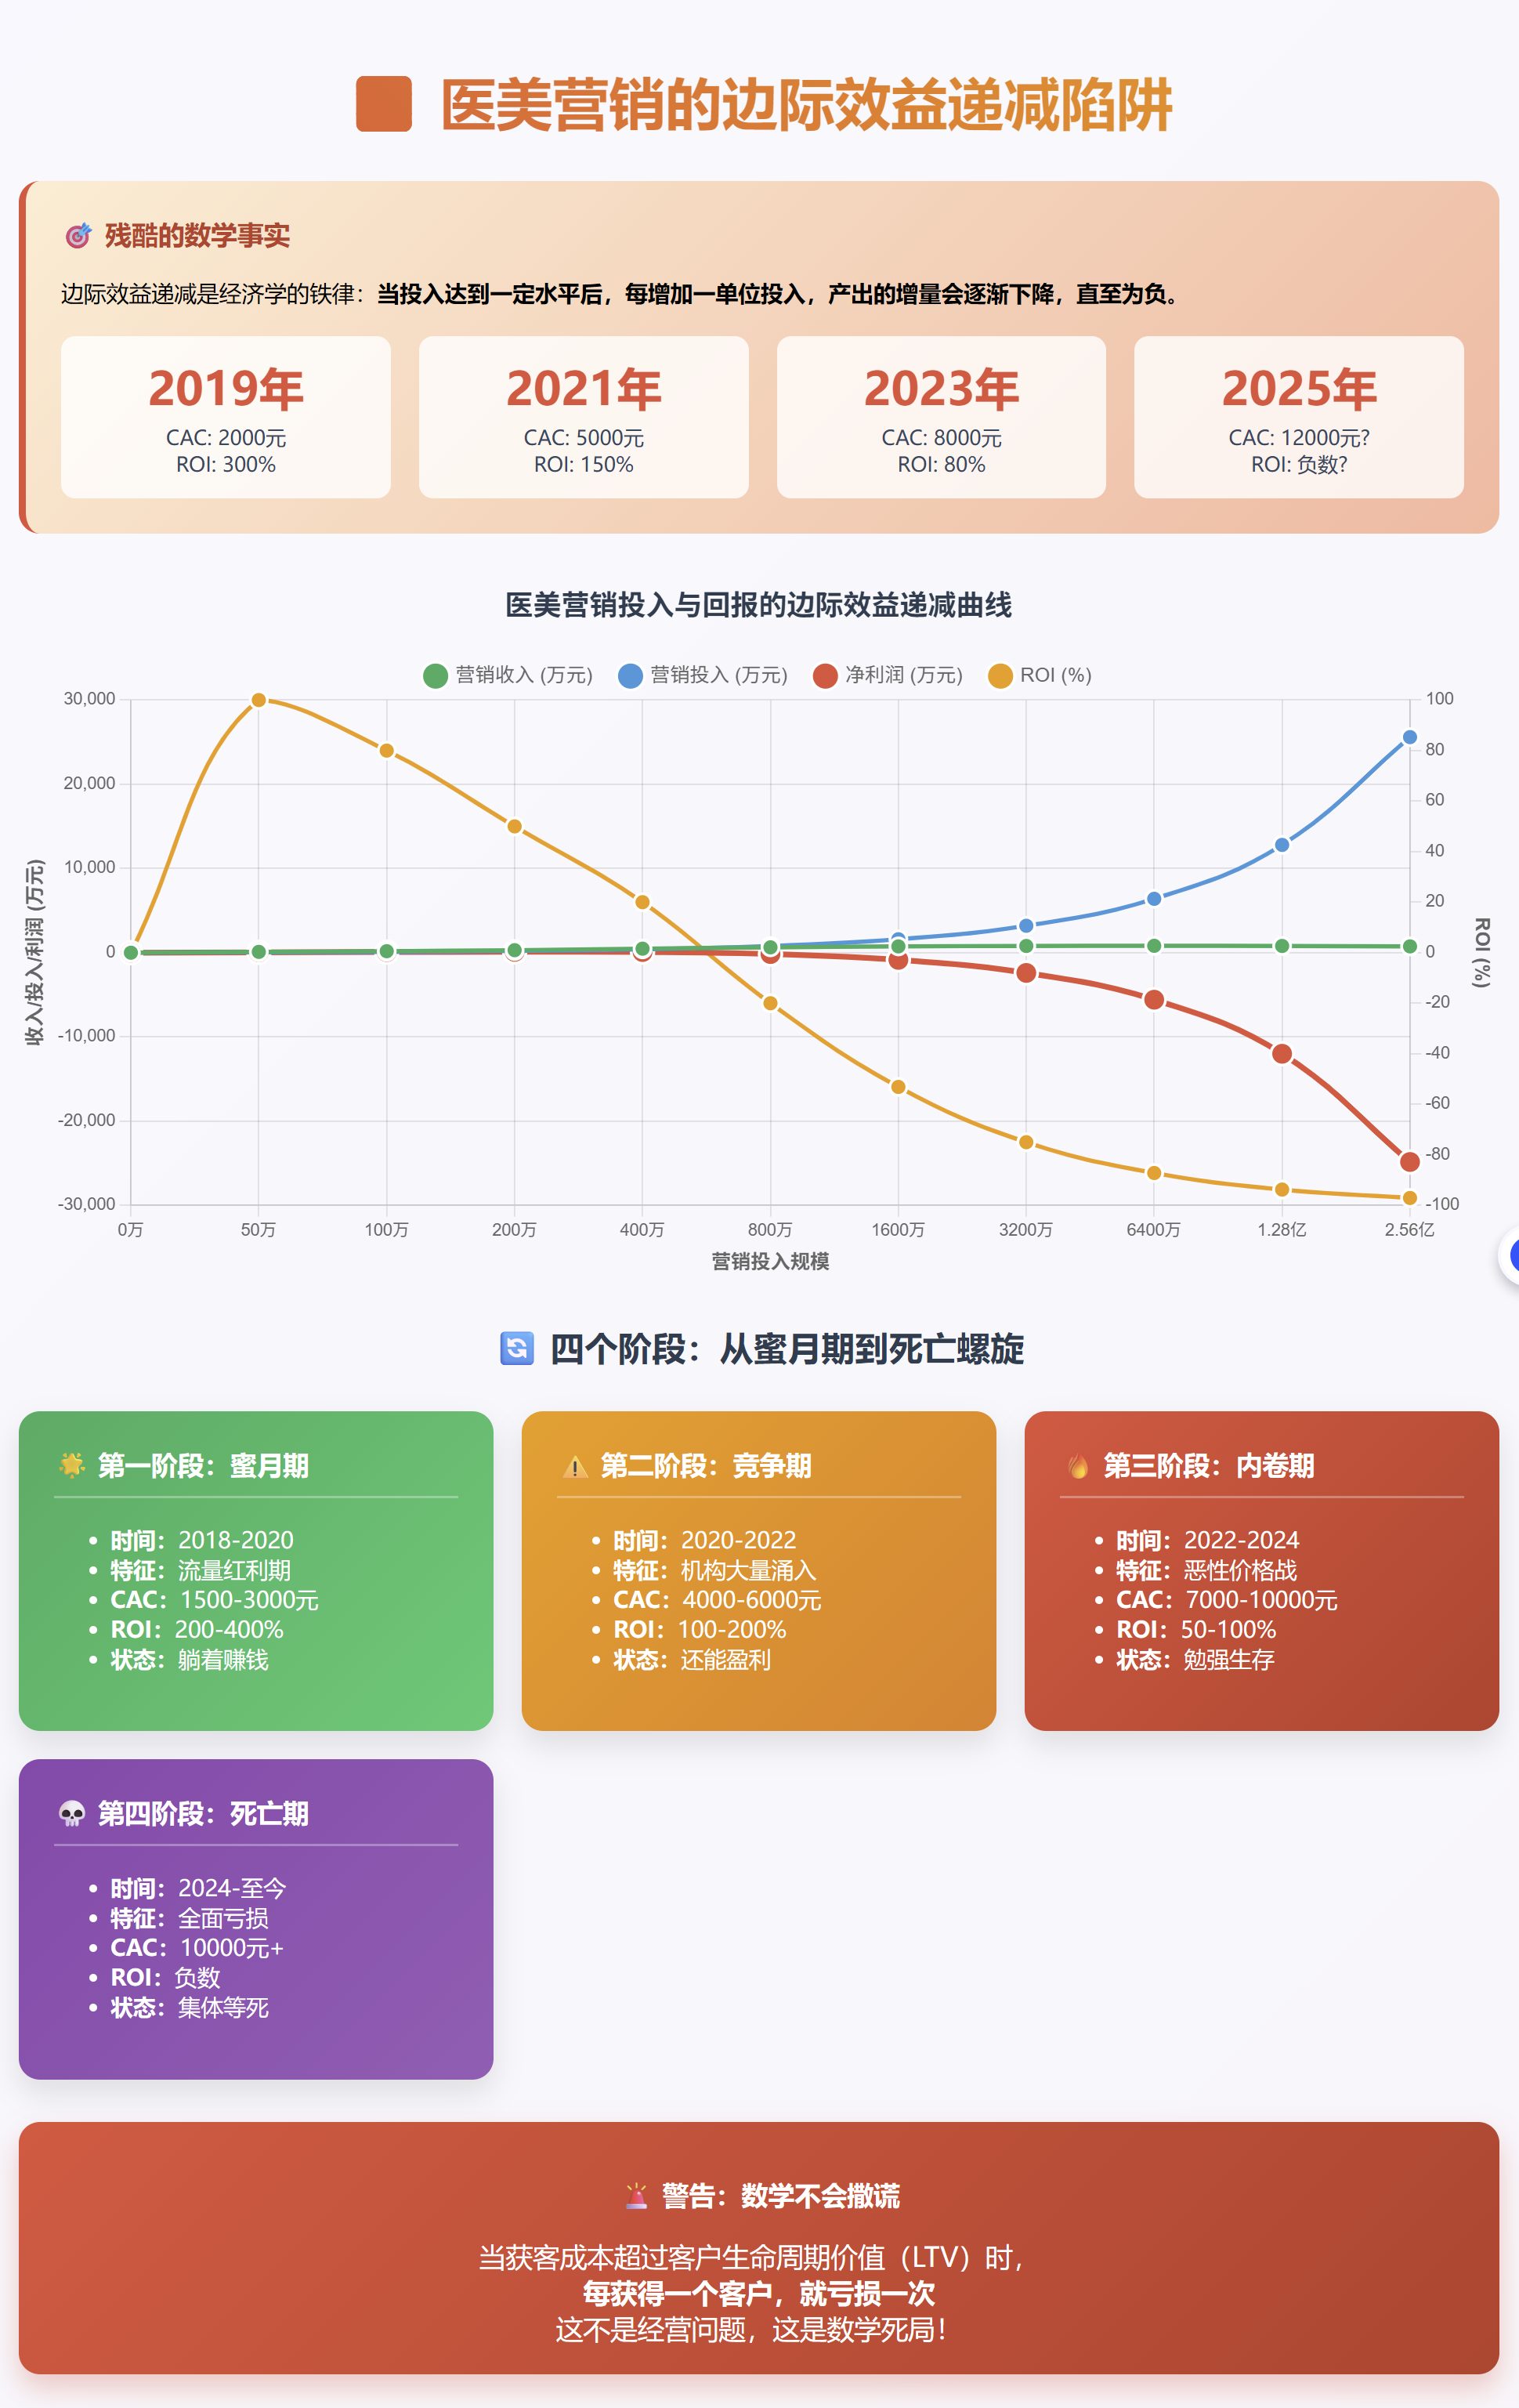 医美营销的边际效益递减陷阱
残酷的数学事实
边际效益递减是经济学的铁律：当投入达到一定水平后，每增加一单位投入，产出的增量会逐渐下降，直至为负。
2019年
CAC: 2000元
ROI: 300%
2021年
CAC: 5000元
ROI: 150%
2023年
CAC: 8000元
ROI: 80%
2025年
CAC: 12000元?
ROI: 负数?
医美营销投入与回报的边际效益递减曲线
营销收入 (万元) 营销投入 (万元) 净利润 (万元) ROI (%)
收入/投入/利润 (万元)
30,000
20,000
10,000
0
-10,000
-20,000
-30,000
100
80
60
40
20
0
-20
-40
-60
-80
-100
ROI (%)
0万 50万 100万 200万 400万 800万 1600万 3200万 6400万 1.28亿 2.56亿
营销投入规模
四个阶段：从蜜月期到死亡螺旋
第一阶段：蜜月期
时间：2018-2020
特征：流量红利期
CAC：1500-3000元
ROI：200-400%
状态：躺着赚钱
第二阶段：竞争期
时间：2020-2022
特征：机构大量涌入
CAC：4000-6000元
ROI：100-200%
状态：还能盈利
第三阶段：内卷期
时间：2022-2024
特征：恶性价格战
CAC：7000-10000元
ROI：50-100%
状态：勉强生存
第四阶段：死亡期
时间：2024-至今
特征：全面亏损
CAC：10000元+
ROI：负数
状态：集体等死
警告：数学不会撒谎
当获客成本超过客户生命周期价值（LTV）时，
每获得一个客户，就亏损一次
这不是经营问题，这是数学死局！